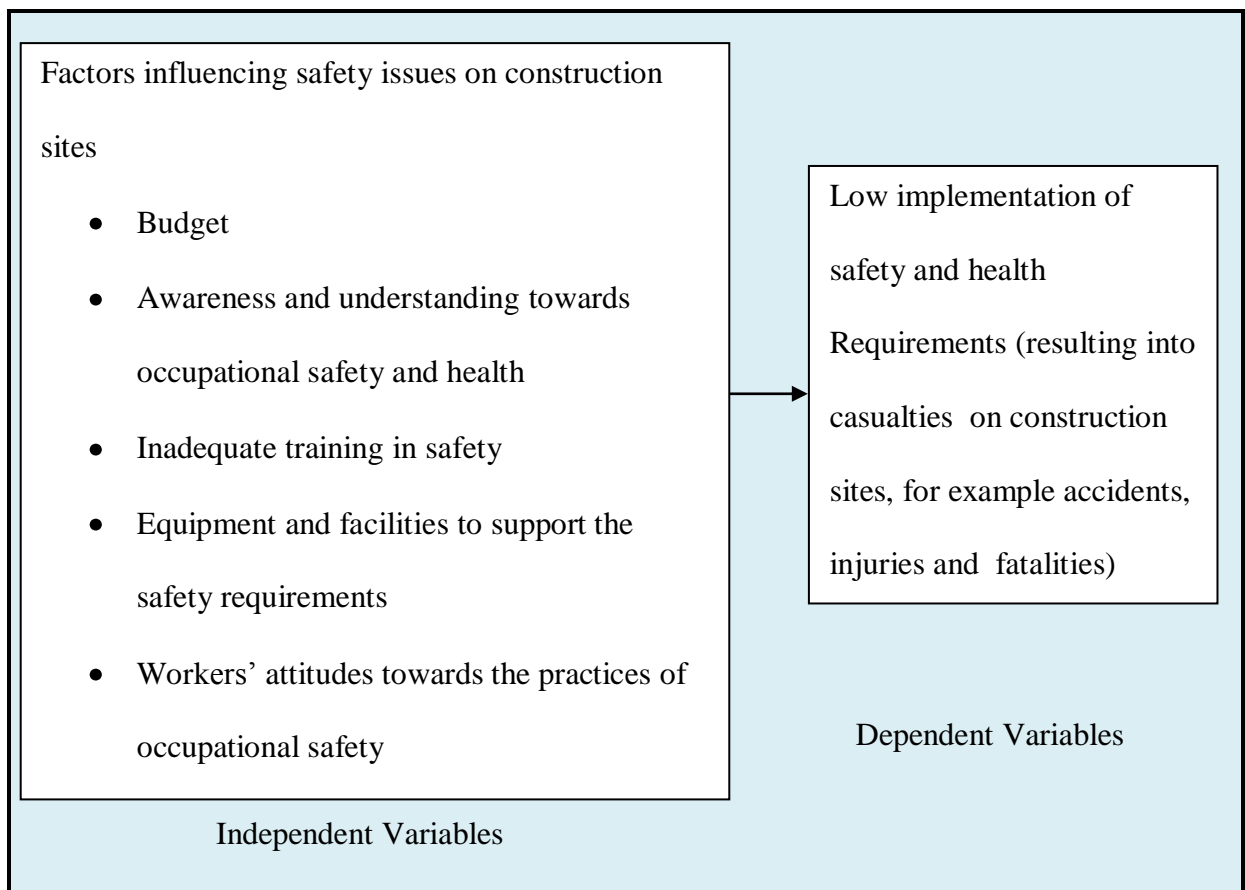 Factors influencing safety issues on construction
sites
● Budget
● Awareness and understanding towards
occupational safety and health
● Inadequate training in safety
● Equipment and facilities to support the
safety requirements
● Workers’ attitudes towards the practices of
occupational safety
Independent Variables
Low implementation of
safety and health
Requirements (resulting into
casualties on construction
sites, for example accidents,
injuries and fatalities)
Dependent Variables